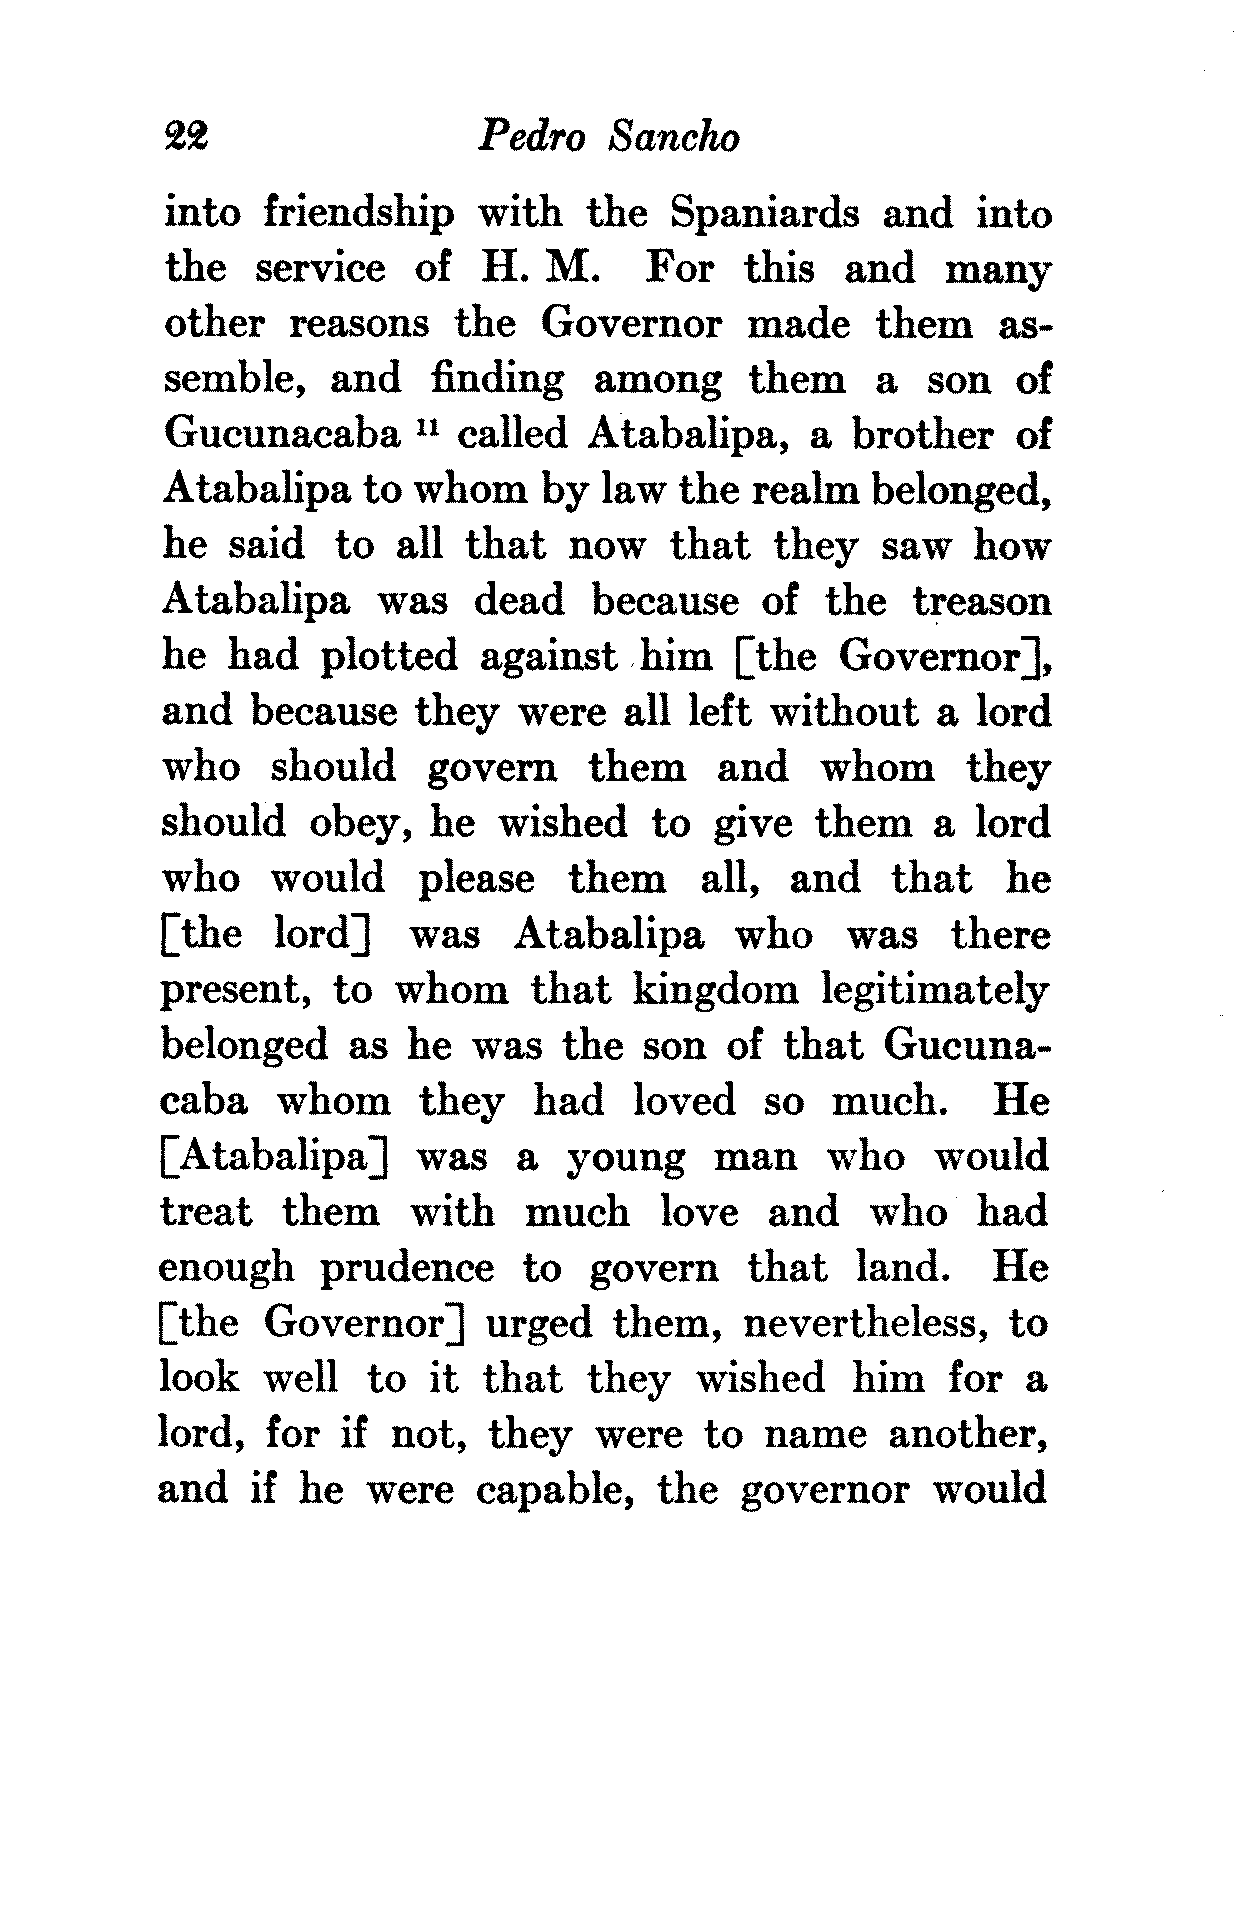 22 Pedro Sancho
into friendship with the Spaniards and into
the service of H. M. For this and many
other reasons the Governor made them as-
semble, and finding among them a son of
Gucunacaba 11 called Atabalipa, a brother of
Atabalipa to whom by law the realm belonged,
he said to all that now that they saw how
Atabalipa was dead because of the treason
he had plotted against him [the Governor],
and because they were all left without a lord
who should govern them and whom they
should obey, he wished to give them a lord
who would please them all, and that he
[the lord] was Atabalipa who was there
present, to whom that kingdom legitimately
belonged as he was the son of that Gucuna-
caba whom they had loved so much. He
[Atabalipa] was a young man who would
treat them with much love and who had
enough prudence to govern that land. He
[the Governor] urged them, nevertheless, to
look well to it that they wished him for a
lord, for if not, they were to name another,
and if he were capable, the governor would